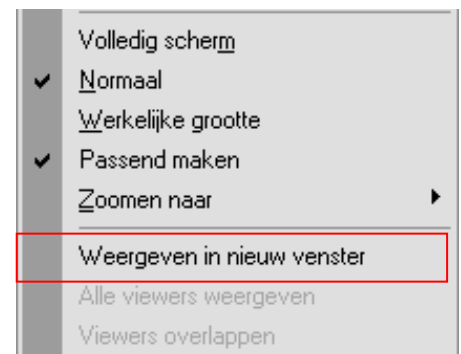 Volledig scherm
Normaal
Werkelijke grootte
Passend maken
Zoomen naar
Weergeven in nieuw venster
Alle viewers weergeven
Viewers overlappen